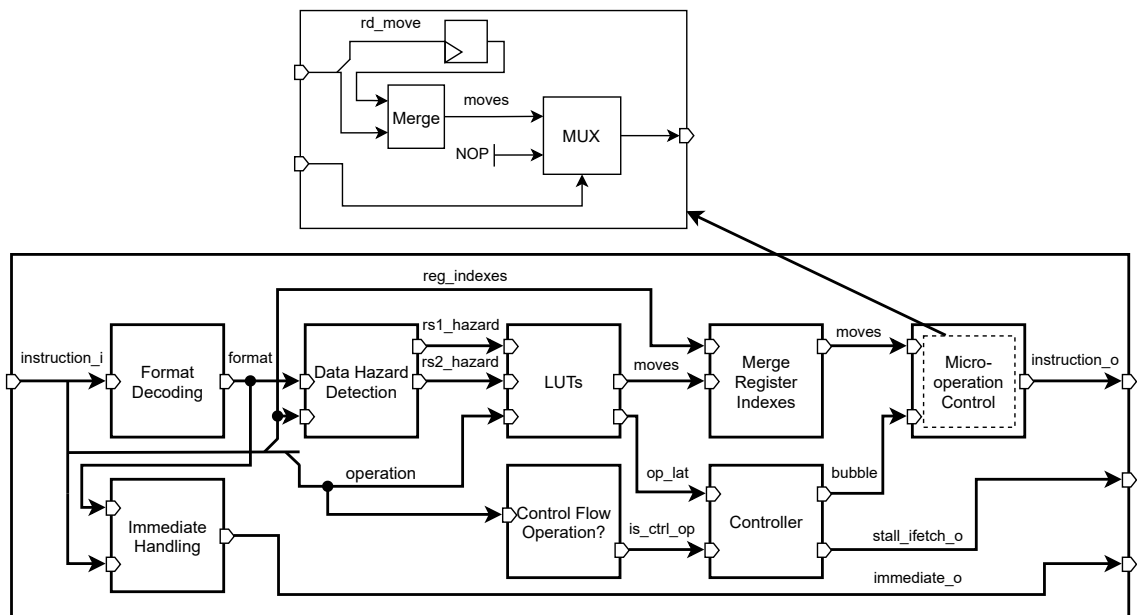 rd_move
moves
Merge
MUX
NOP
reg_indexes
instruction_i
Format
Decoding
format
Data Hazard
Detection
rs1_hazard
rs2_hazard
LUTs
moves
Merge
Register
Indexes
moves
Micro-
operation
Control
instruction_o
operation
op_lat
bubble
Immediate
Handling
Control Flow
Operation?
is_ctrl_op
Controller
stall_ifetch_o
immediate_o